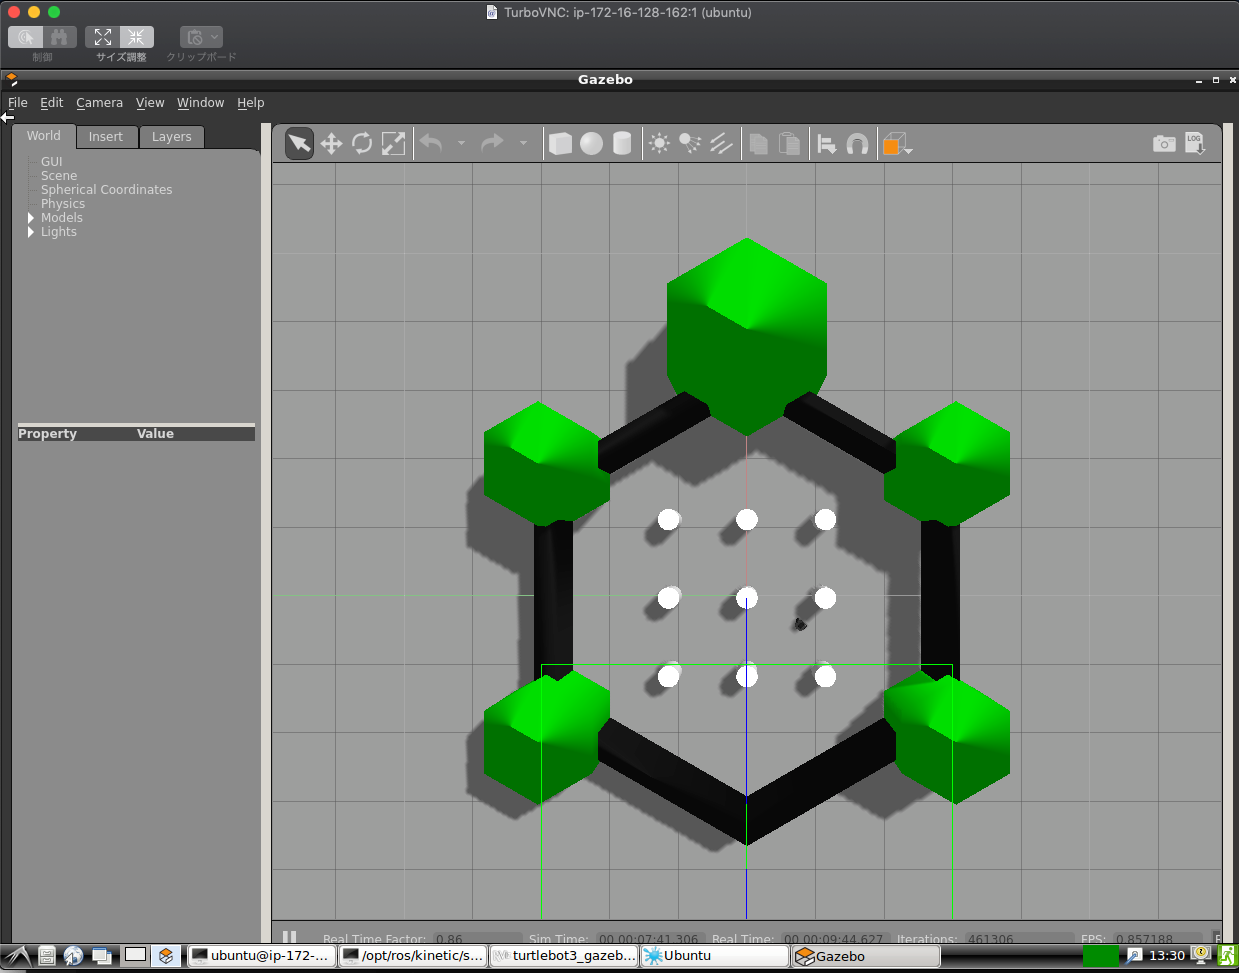 TurboVNC: ip-172-16-128-162:1 (ubuntu)
制御
サイズ調整
クリップボード
Gazebo
File Edit Camera View Window Help
World Insert Layers
LOG
GUI
Scene
Spherical Coordinates
Physics
Models
Lights
Property Value
Real Time Factor: 0.86 Sim Time: 00 00:07:41.306 Real Time: 00 00:09:44.627 Iterations: 461306 FPS: 0.857188
ubuntu@ip-172-... /opt/ros/kinetic/s... turtlebot3_gazeb... Ubuntu Gazebo 13:30